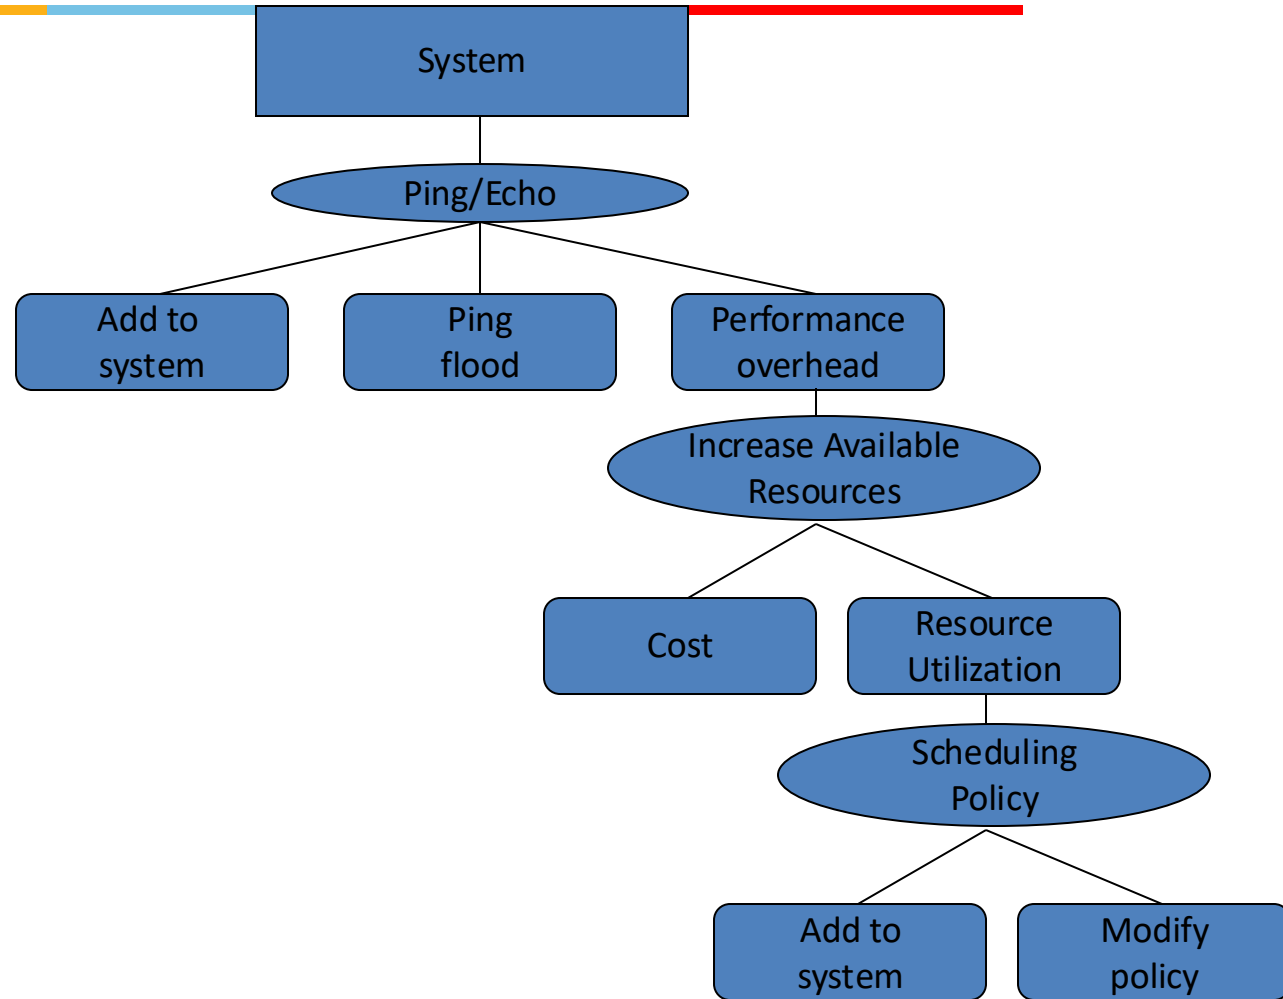 System
Ping/Echo
Add to
system
Ping
flood
Performance
overhead
Increase Available
Resources
Cost
Resource
Utilization
Scheduling
Policy
Add to
system
Modify
policy